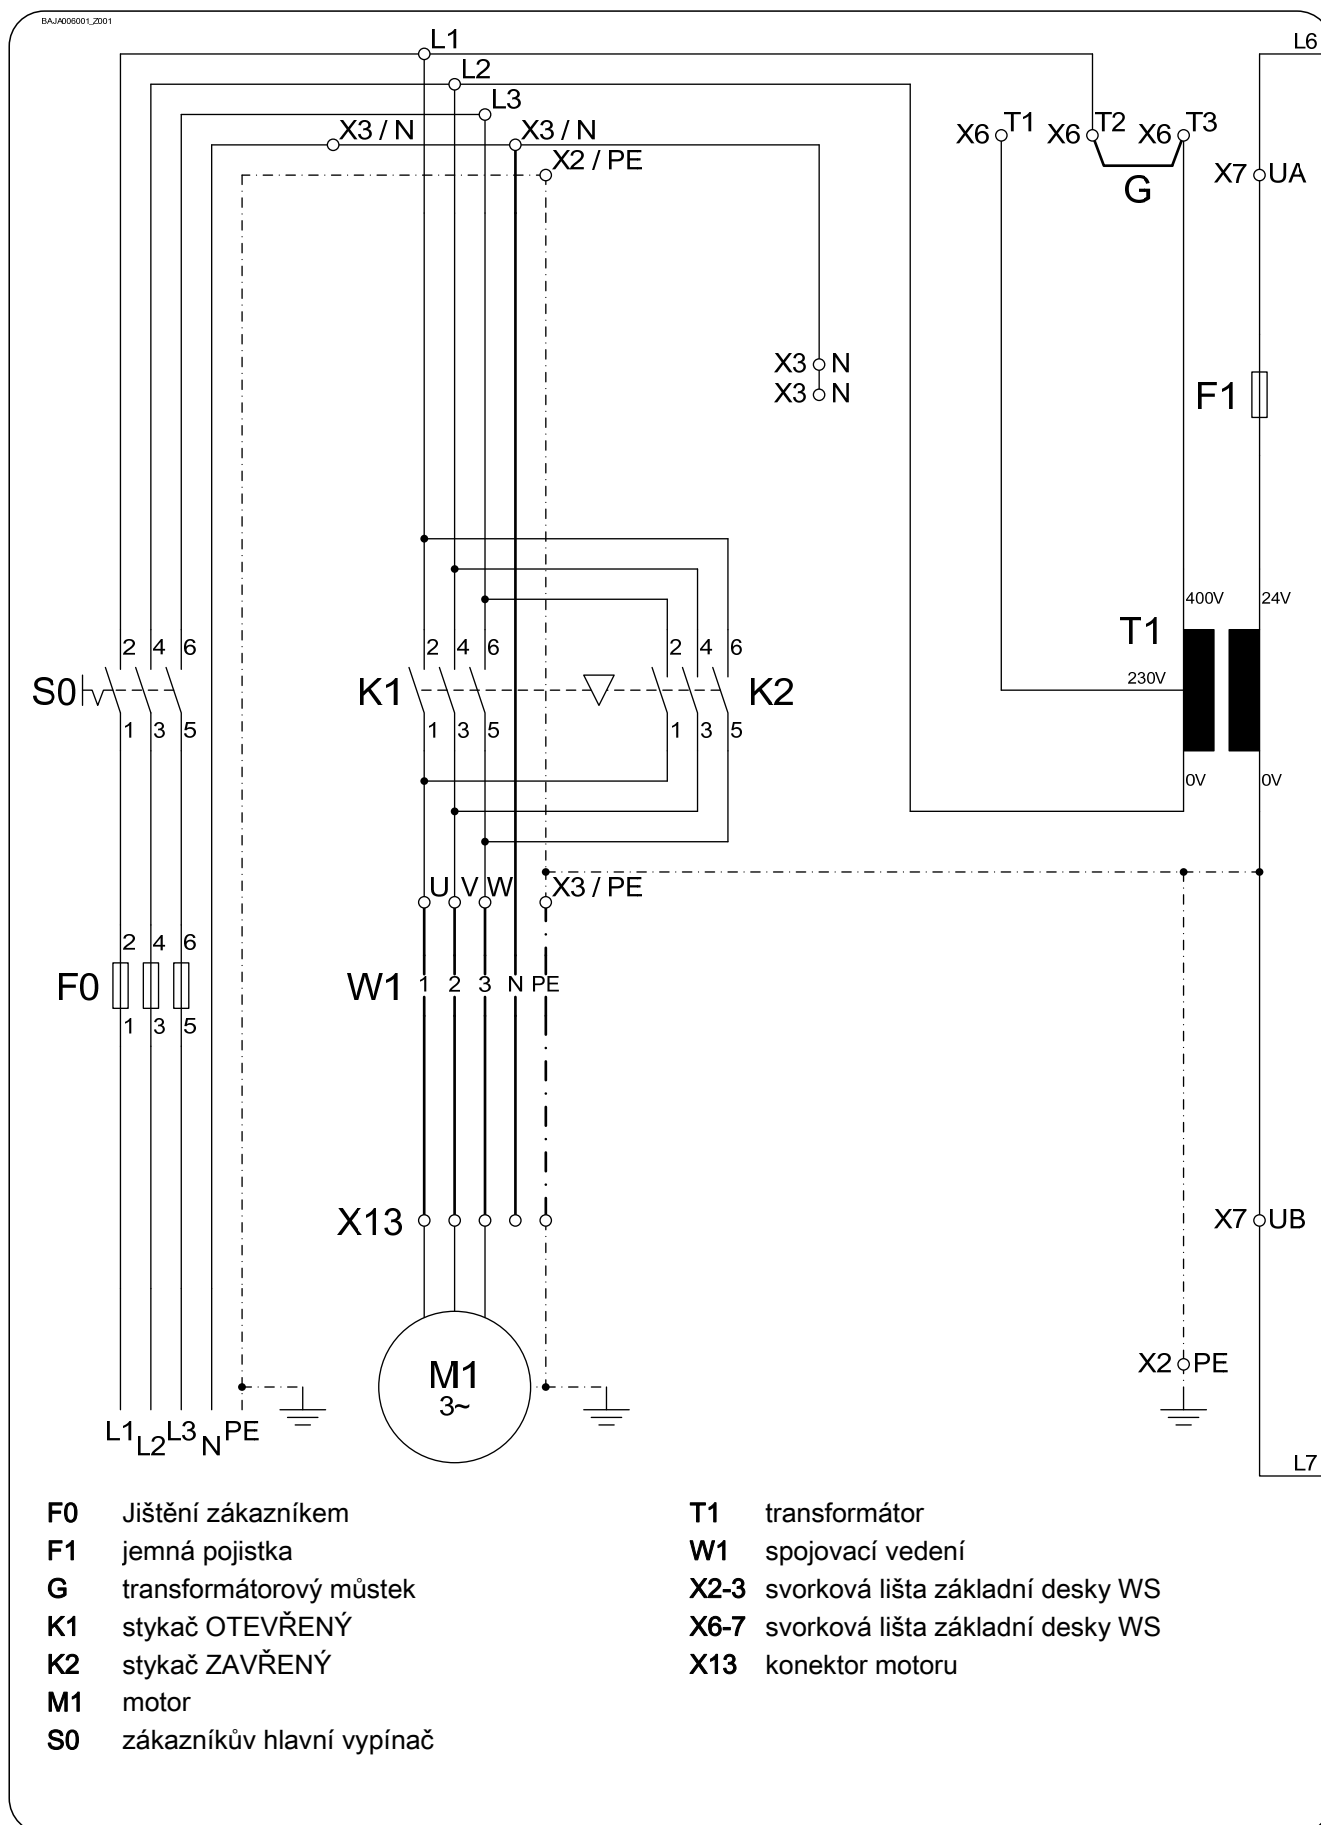 BAJA006001_Z001
L1
L6
L2
L3
X3 / N
X3 / N
X6 T1
X6 T2
X6 T3
X2 / PE
X7 UA
G
X3 N
X3 N
F1
400V
24V
T1
2 4 6
2 4 6
2 4 6
230V
S0
K1
K2
1 3 5
1 3 5
1 3 5
0V
0V
U V W X3 / PE
2 4 6
F0
W1 1 2 3 N PE
1 3 5
X13
X7 UB
M1
3~
X2 PE
L1 L2 L3 N PE
L7
F0 Jištění zákazníkem
F1 jemná pojistka
G transformátorový můstek
K1 stykač OTEVŘENÝ
K2 stykač ZAVŘENÝ
M1 motor
S0 zákazníkův hlavní vypínač
T1 transformátor
W1 spojovací vedení
X2-3 svorková lišta základní desky WS
X6-7 svorková lišta základní desky WS
X13 konektor motoru